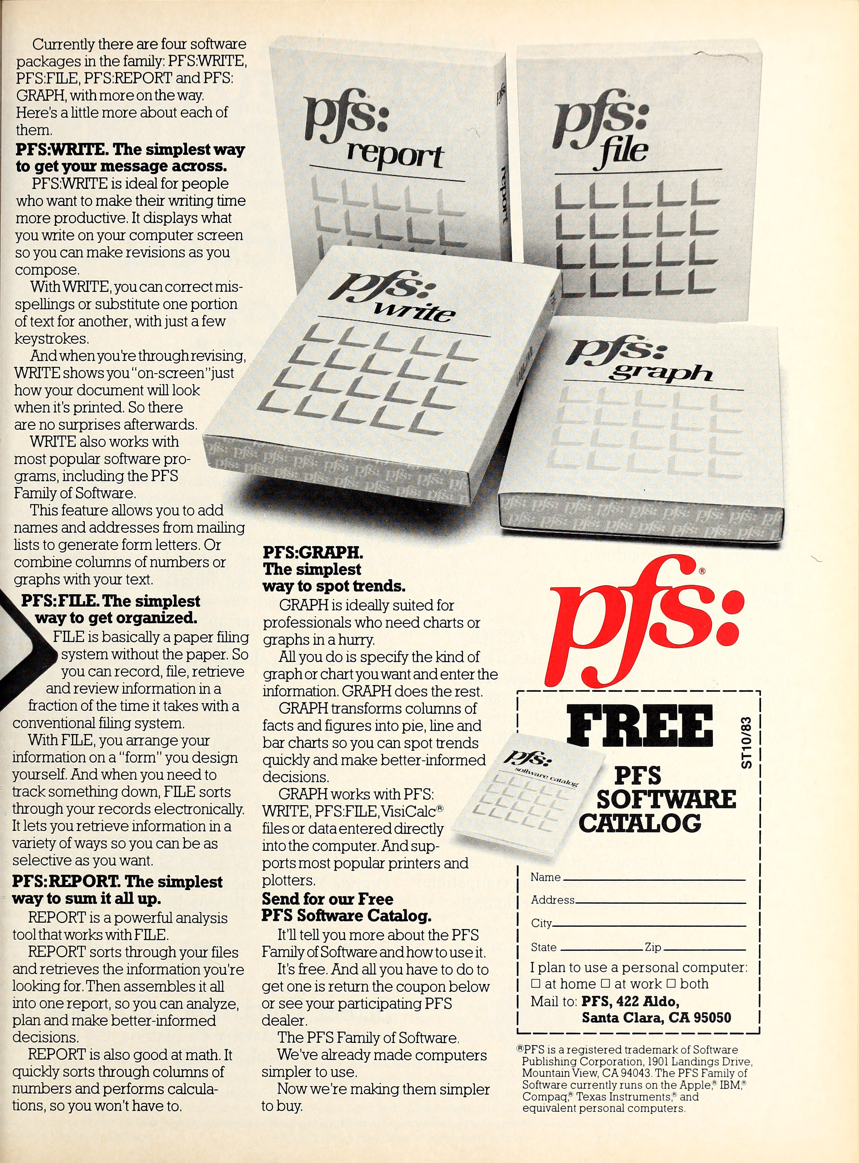 Currently there are four software
packages in the family: PFS:WRITE,
PFS:FILE, PFS:REPORT and PFS:
GRAPH, with more on the way.
Here's a little more about each of
them.
PFS:WRITE. The simplest way
to get your message across.
PFS:WRITE is ideal for people
who want to make their writing time
more productive. It displays what
you write on your computer screen
so you can make revisions as you
compose.
With WRITE, you can correct mis-
spellings or substitute one portion
of text for another, with just a few
keystrokes.
And when you're through revising,
WRITE shows you "on-screen" just
how your document will look
when it's printed. So there
are no surprises afterwards.
WRITE also works with
most popular software pro-
grams, including the PFS
Family of Software.
This feature allows you to add
names and addresses from mailing
lists to generate form letters. Or
combine columns of numbers or
graphs with your text.
PFS:FILE. The simplest
way to get organized.
FILE is basically a paper filing
system without the paper. So
you can record, file, retrieve
and review information in a
fraction of the time it takes with a
conventional filing system.
With FILE, you arrange your
information on a "form" you design
yourself. And when you need to
track something down, FILE sorts
through your records electronically.
It lets you retrieve information in a
variety of ways so you can be as
selective as you want.
PFS:REPORT. The simplest
way to sum it all up.
REPORT is a powerful analysis
tool that works with FILE.
REPORT sorts through your files
and retrieves the information you're
looking for. Then assembles it all
into one report, so you can analyze,
plan and make better-informed
decisions.
REPORT is also good at math. It
quickly sorts through columns of
numbers and performs calcula-
tions, so you won't have to.
pfs:
report
report
pfs:
file
pfs:
write
pfs:
graph
PFS:GRAPH.
The simplest
way to spot trends.
GRAPH is ideally suited for
professionals who need charts or
graphs in a hurry.
All you do is specify the kind of
graph or chart you want and enter the
information. GRAPH does the rest.
GRAPH transforms columns of
facts and figures into pie, line and
bar charts so you can spot trends
quickly and make better-informed
decisions.
GRAPH works with PFS:
WRITE, PFS:FILE, VisiCalc®
files or data entered directly
into the computer. And sup-
ports most popular printers and
plotters.
Send for our Free
PFS Software Catalog.
It'll tell you more about the PFS
Family of Software and how to use it.
It's free. And all you have to do to
get one is return the coupon below
or see your participating PFS
dealer.
The PFS Family of Software.
We've already made computers
simpler to use.
Now we're making them simpler
to buy.
pfs:®
FREE
ST10/83
pfs:
software catalog
PFS
SOFTWARE
CATALOG
Name
Address
City
State Zip
I plan to use a personal computer:
☐ at home ☐ at work ☐ both
Mail to: PFS, 422 Aldo,
Santa Clara, CA 95050
®PFS is a registered trademark of Software
Publishing Corporation, 1901 Landings Drive,
Mountain View, CA 94043. The PFS Family of
Software currently runs on the Apple,® IBM,®
Compaq,® Texas Instruments,® and
equivalent personal computers.